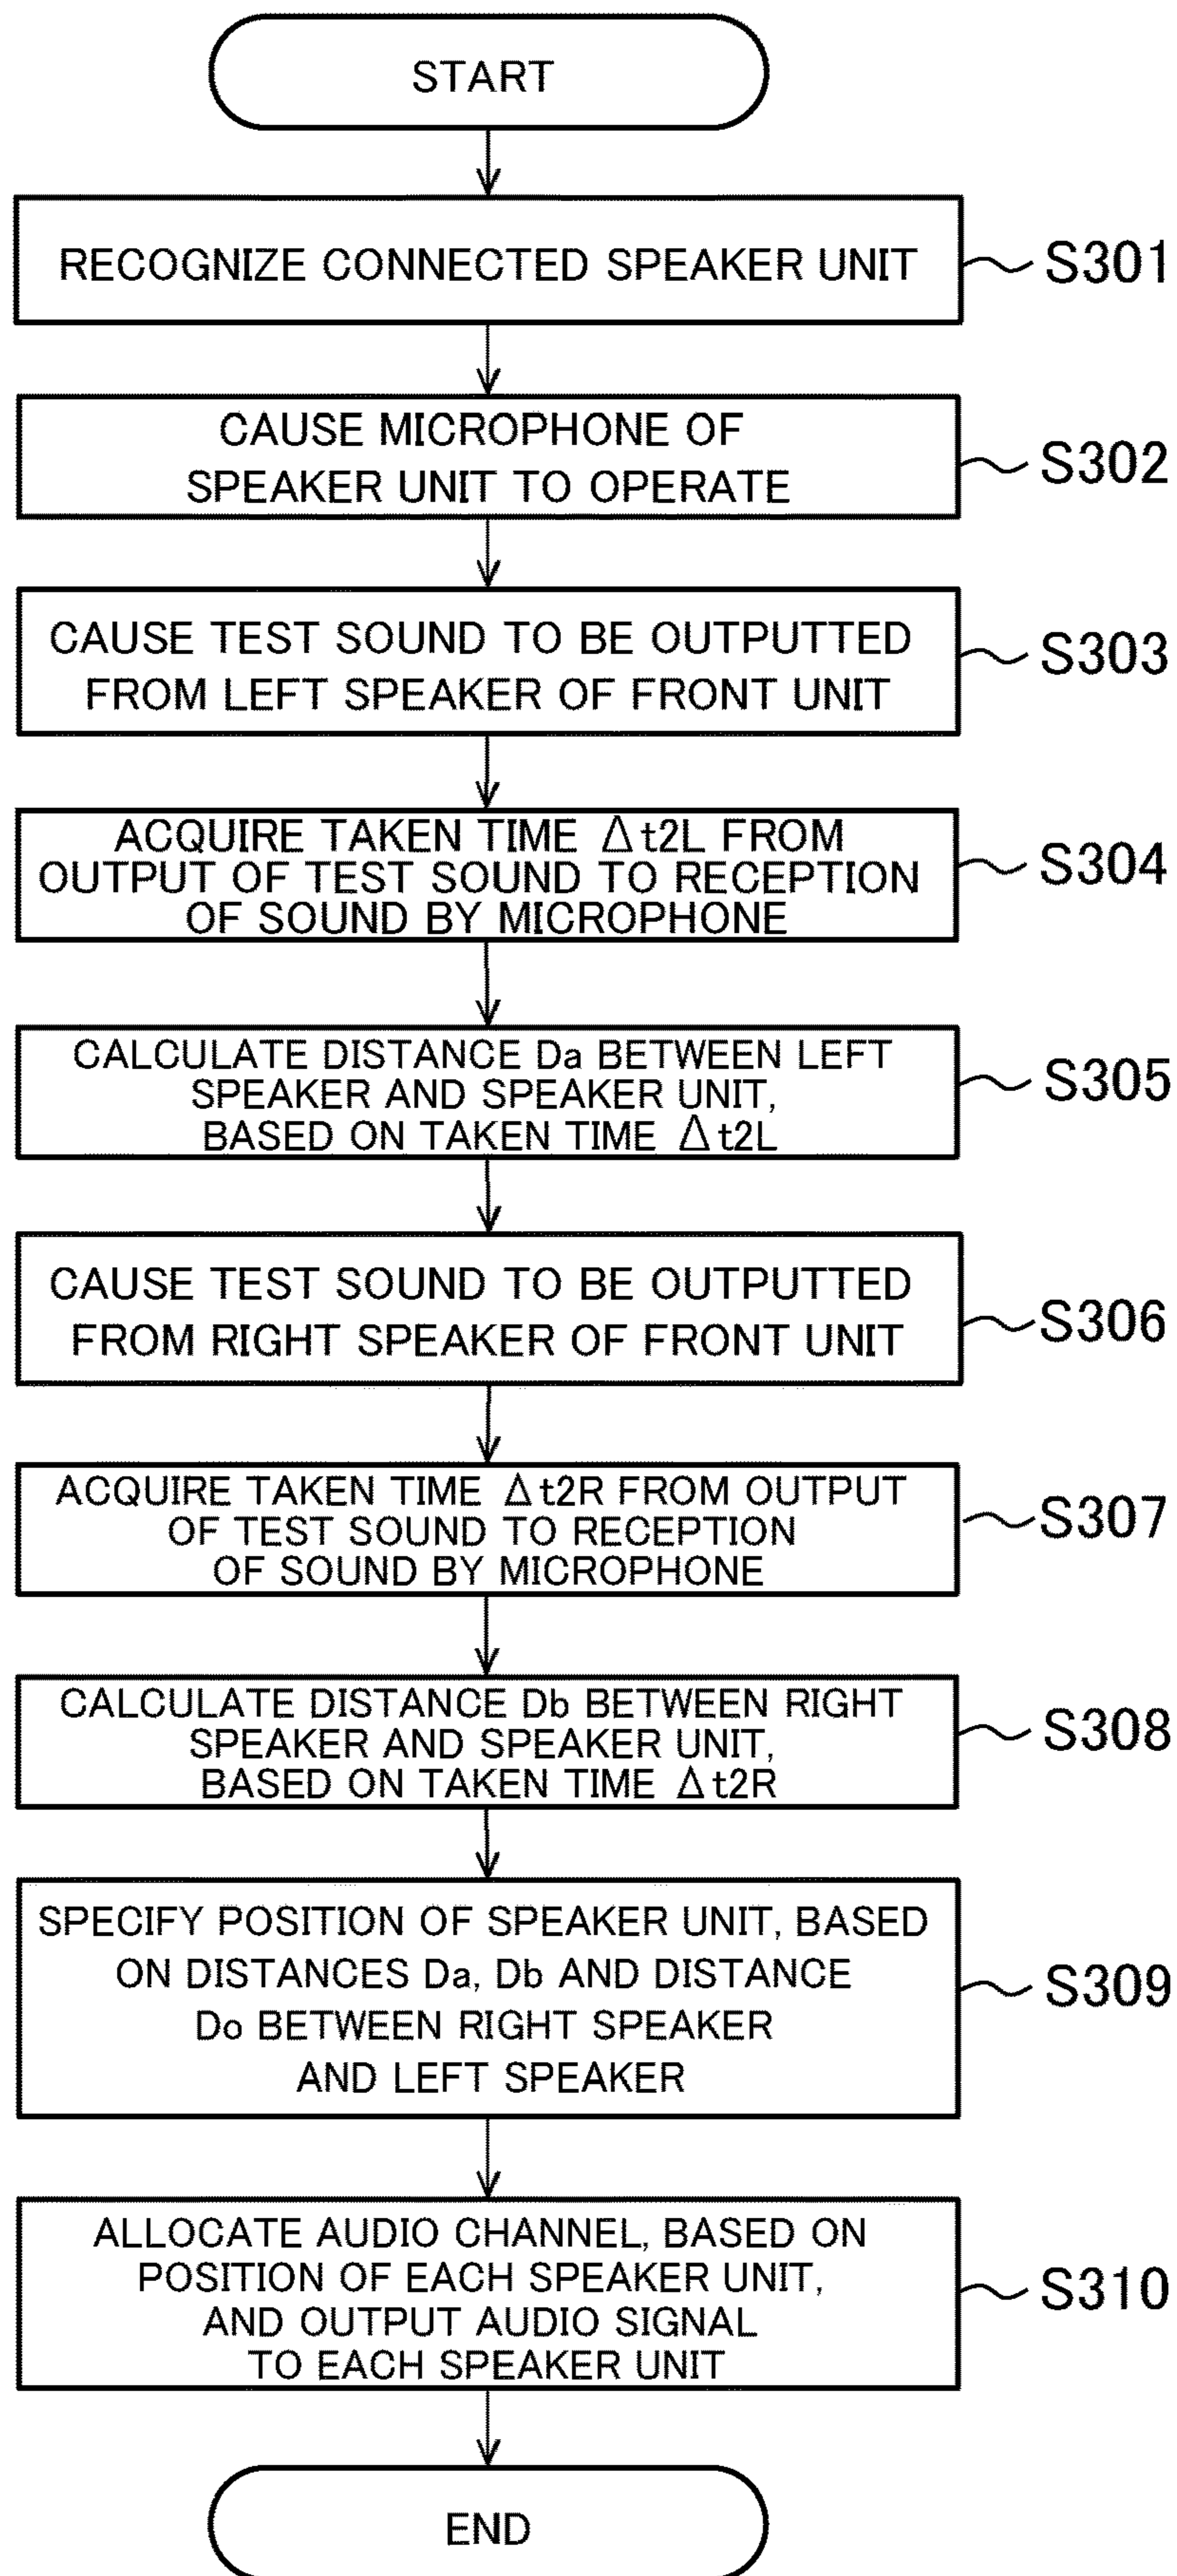 START
RECOGNIZE CONNECTED SPEAKER UNIT
S301
CAUSE MICROPHONE OF
SPEAKER UNIT TO OPERATE
S302
CAUSE TEST SOUND TO BE OUTPUTTED
FROM LEFT SPEAKER OF FRONT UNIT
S303
ACQUIRE TAKEN TIME Δt2L FROM
OUTPUT OF TEST SOUND TO RECEPTION
OF SOUND BY MICROPHONE
S304
CALCULATE DISTANCE Da BETWEEN LEFT
SPEAKER AND SPEAKER UNIT,
BASED ON TAKEN TIME Δt2L
S305
CAUSE TEST SOUND TO BE OUTPUTTED
FROM RIGHT SPEAKER OF FRONT UNIT
S306
ACQUIRE TAKEN TIME Δt2R FROM OUTPUT
OF TEST SOUND TO RECEPTION
OF SOUND BY MICROPHONE
S307
CALCULATE DISTANCE Db BETWEEN RIGHT
SPEAKER AND SPEAKER UNIT,
BASED ON TAKEN TIME Δt2R
S308
SPECIFY POSITION OF SPEAKER UNIT, BASED
ON DISTANCES Da, Db AND DISTANCE
Do BETWEEN RIGHT SPEAKER
AND LEFT SPEAKER
S309
ALLOCATE AUDIO CHANNEL, BASED ON
POSITION OF EACH SPEAKER UNIT,
AND OUTPUT AUDIO SIGNAL
TO EACH SPEAKER UNIT
S310
END